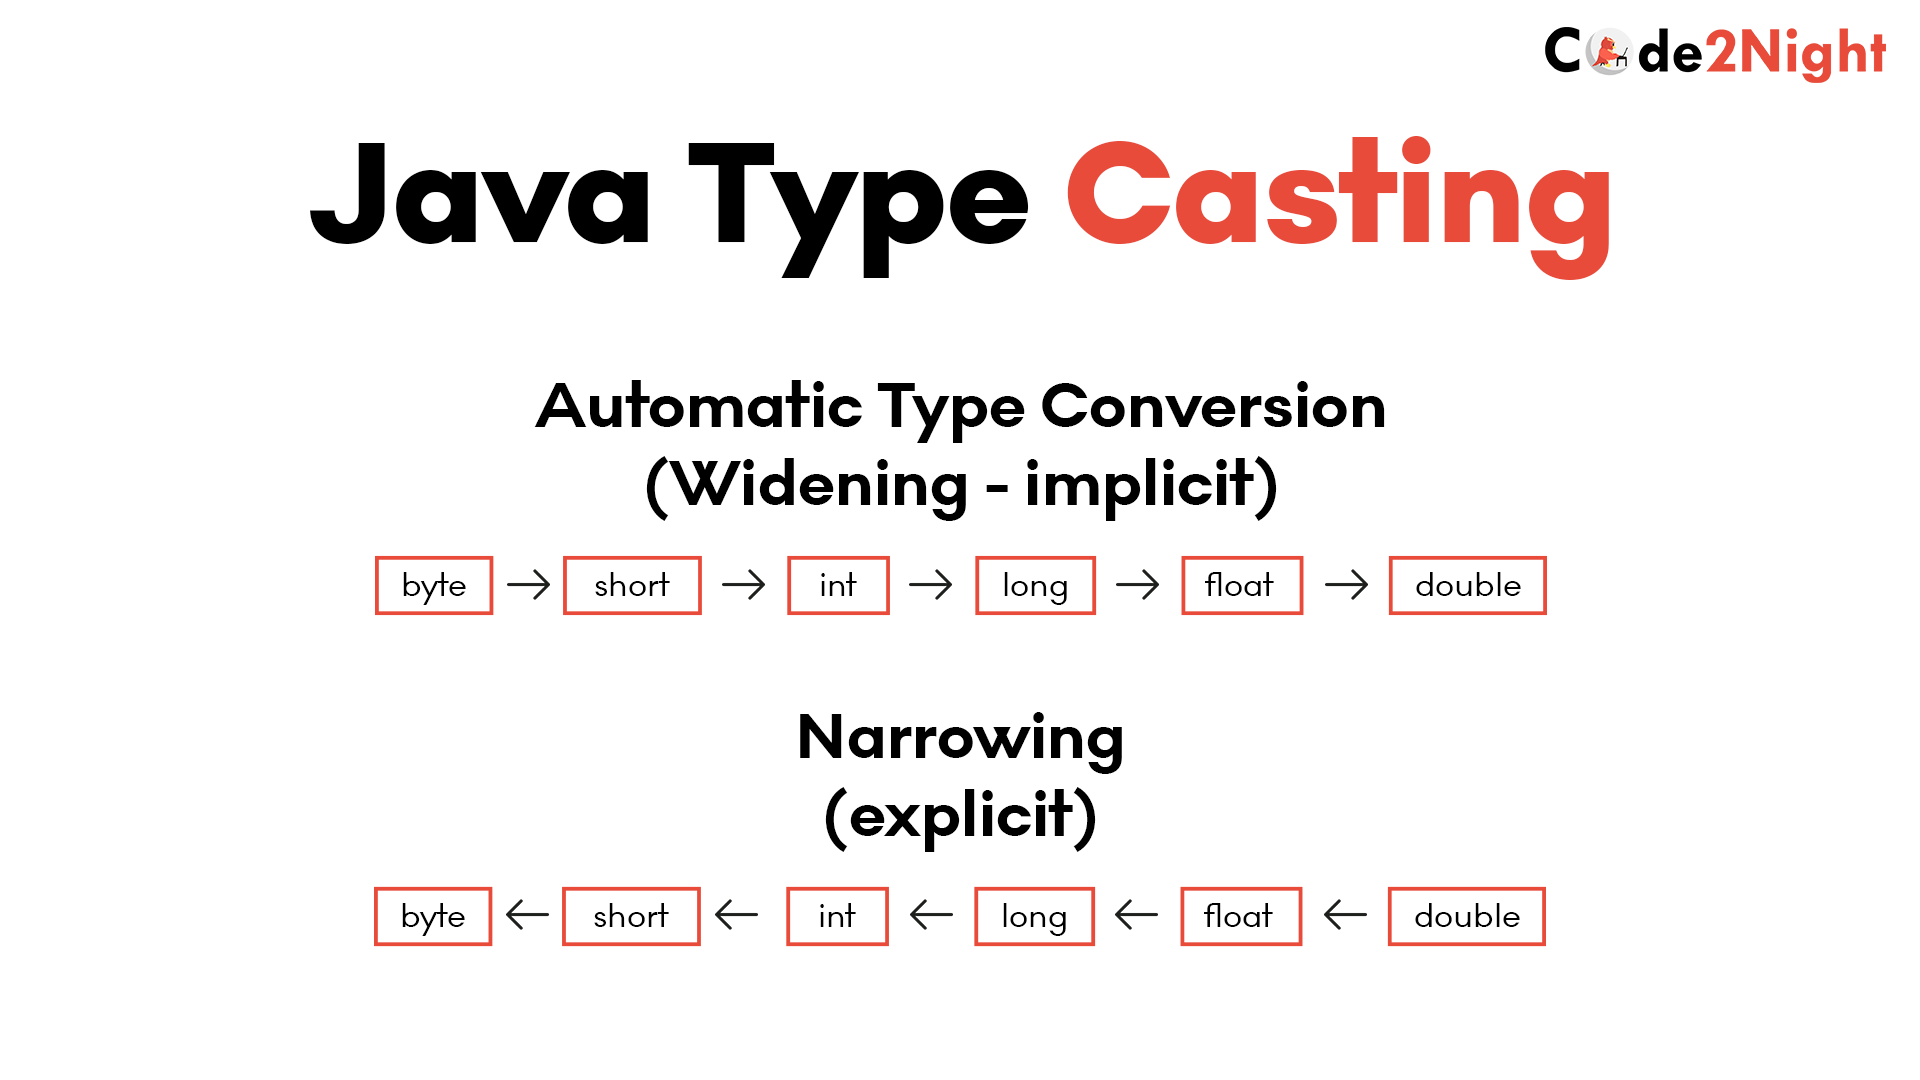 Code2Night
Java Type Casting
Automatic Type Conversion
(Widening - implicit)
byte → short → int → long → float → double
Narrowing
(explicit)
byte ← short ← int ← long ← float ← double